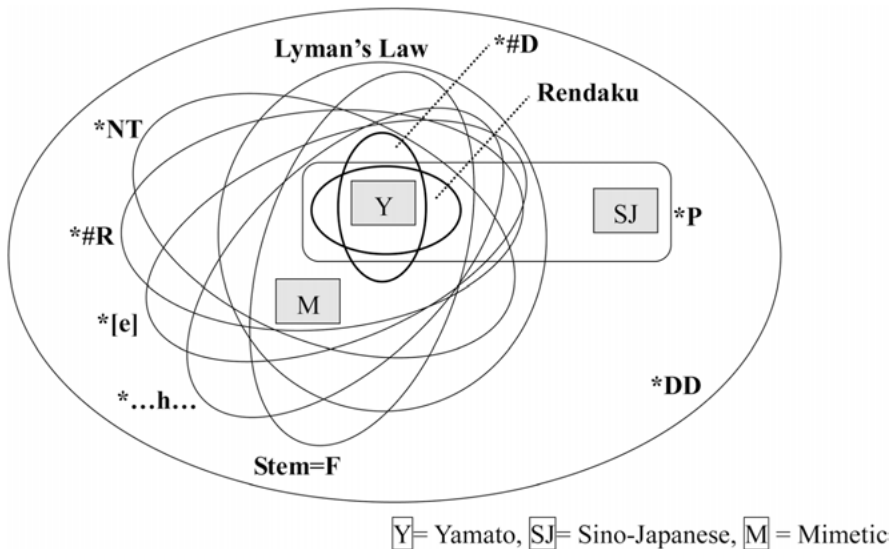 *#D
Lyman's Law
Rendaku
*NT
Y
SJ
*P
*#R
M
*[e]
*DD
*…h…
Stem=F
Y= Yamato, SJ= Sino-Japanese, M = Mimetic